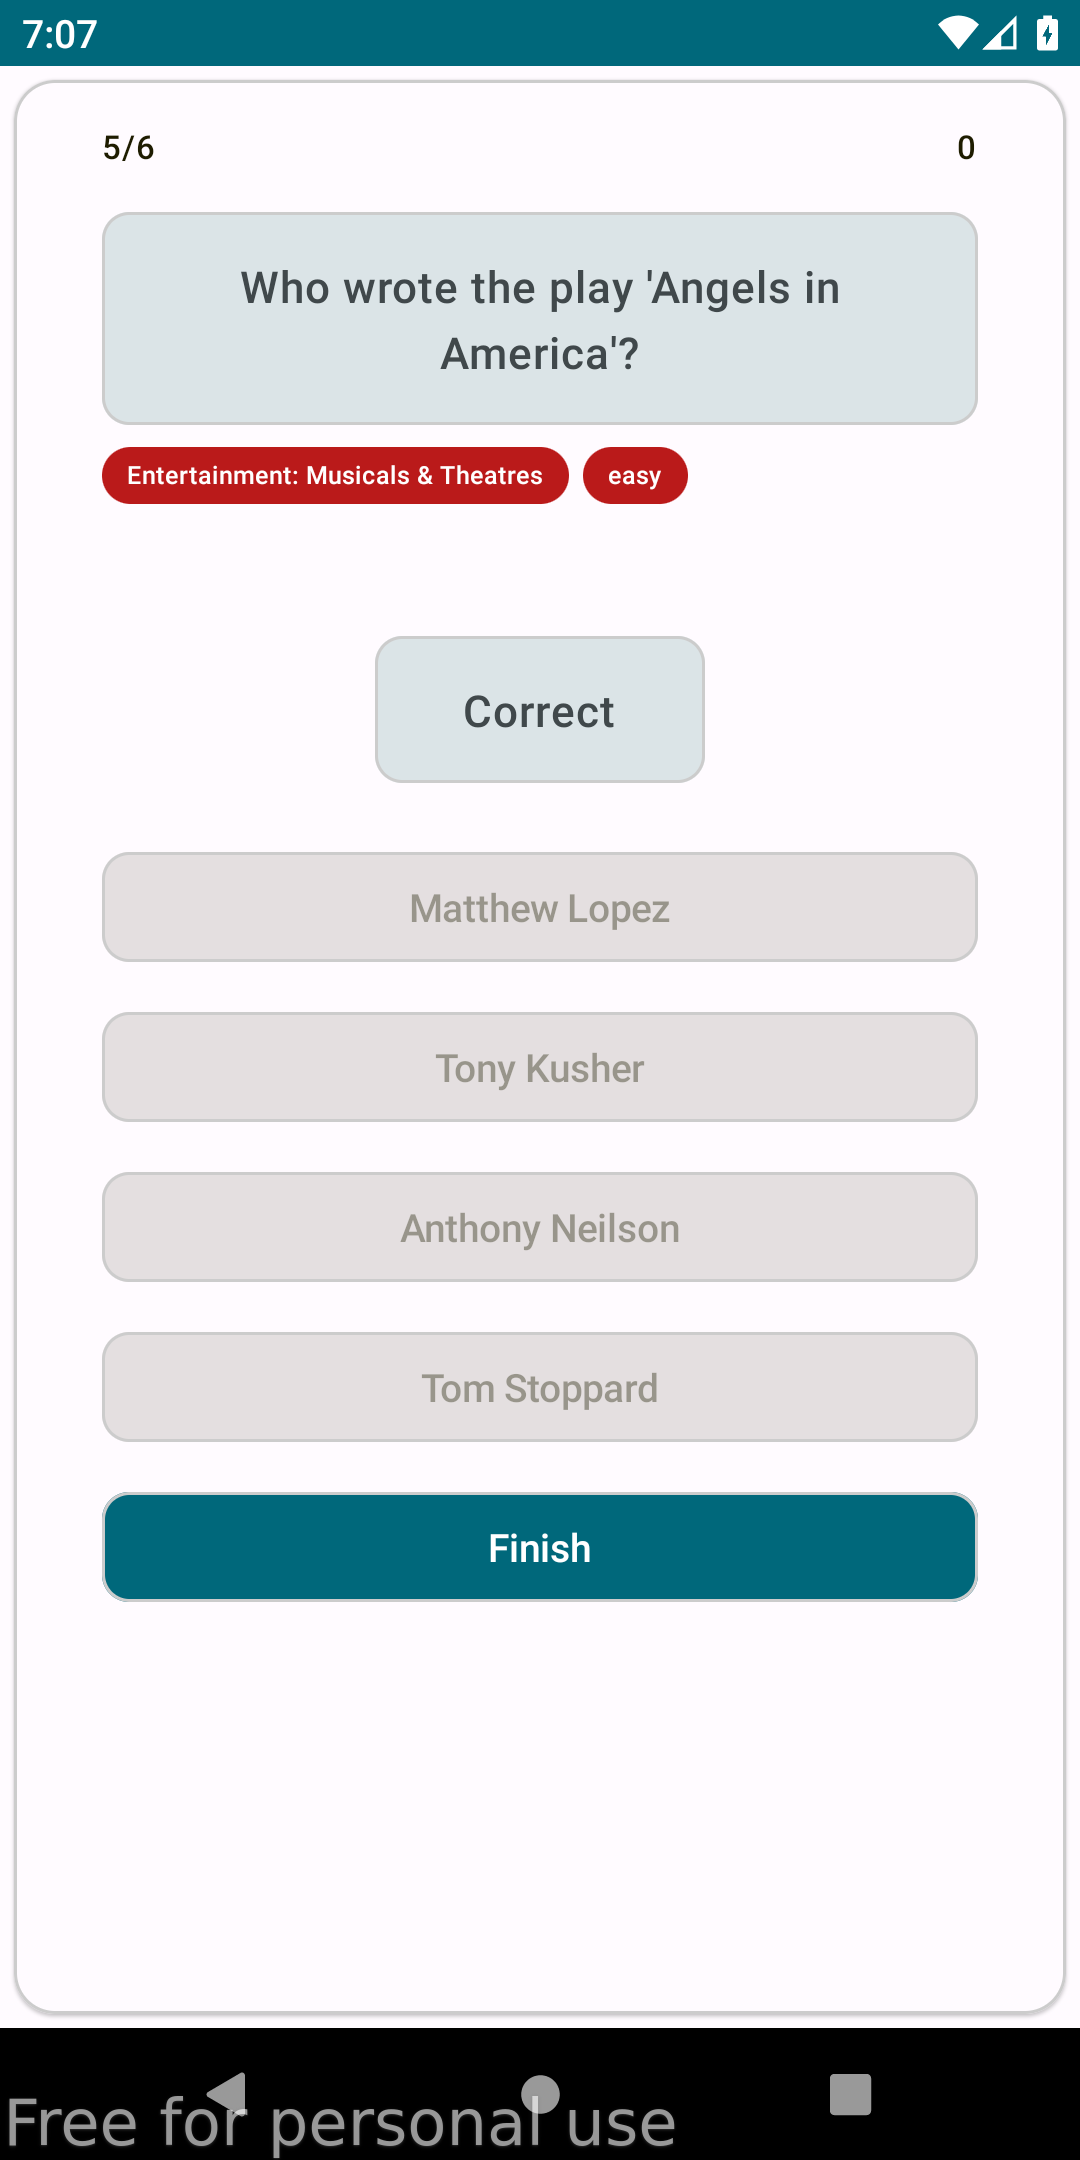 7:07
5/6
0
Who wrote the play 'Angels in
America'?
Entertainment: Musicals & Theatres
easy
Correct
Matthew Lopez
Tony Kusher
Anthony Neilson
Tom Stoppard
Finish
Free for personal use